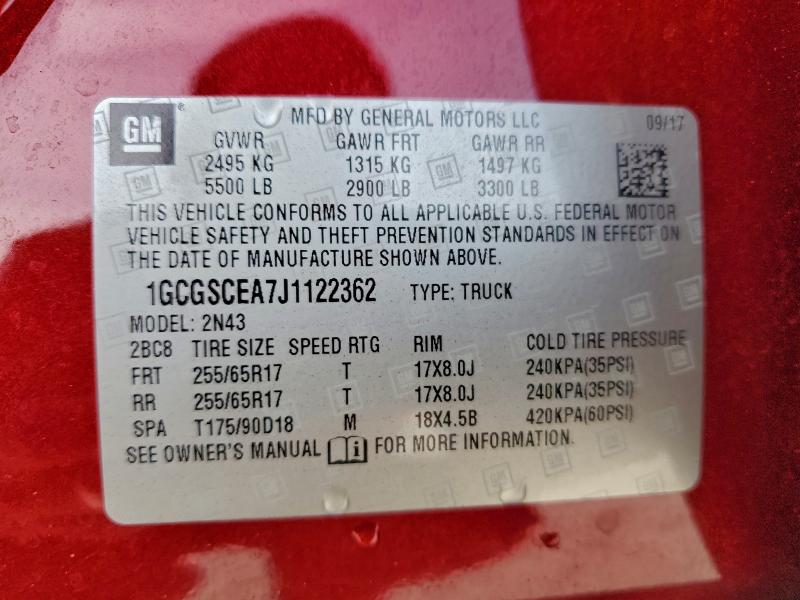 GM ® MFD BY GENERAL MOTORS LLC 09/17
GVWR GAWR FRT GAWR RR
2495 KG 1315 KG 1497 KG
5500 LB 2900 LB 3300 LB
THIS VEHICLE CONFORMS TO ALL APPLICABLE U.S. FEDERAL MOTOR
VEHICLE SAFETY AND THEFT PREVENTION STANDARDS IN EFFECT ON
THE DATE OF MANUFACTURE SHOWN ABOVE.
1GCGSCEA7J1122362 TYPE: TRUCK
MODEL: 2N43
2BC8 TIRE SIZE SPEED RTG RIM COLD TIRE PRESSURE
FRT 255/65R17 T 17X8.0J 240KPA(35PSI)
RR 255/65R17 T 17X8.0J 240KPA(35PSI)
SPA T175/90D18 M 18X4.5B 420KPA(60PSI)
SEE OWNER'S MANUAL i FOR MORE INFORMATION.